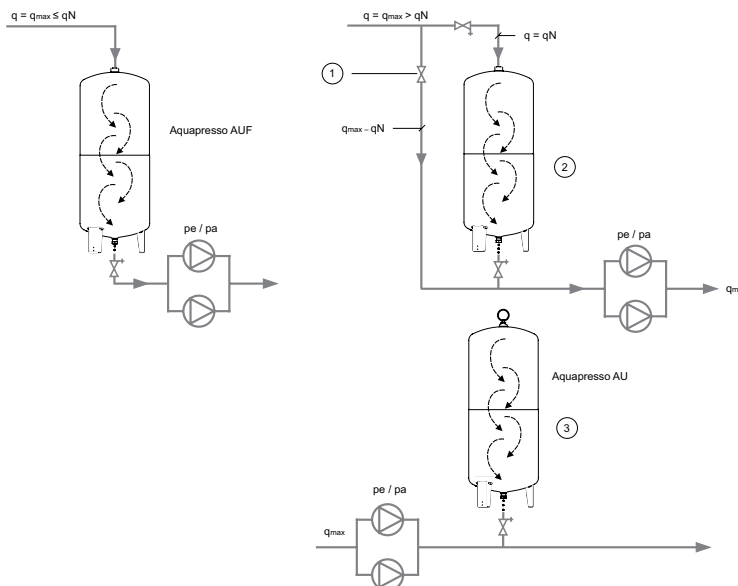 q = qmax ≤ qN
Aquapresso AUF
pe / pa
q = qmax > qN
q = qN
1
qmax – qN
2
pe / pa
qm
Aquapresso AU
3
pe / pa
qmax